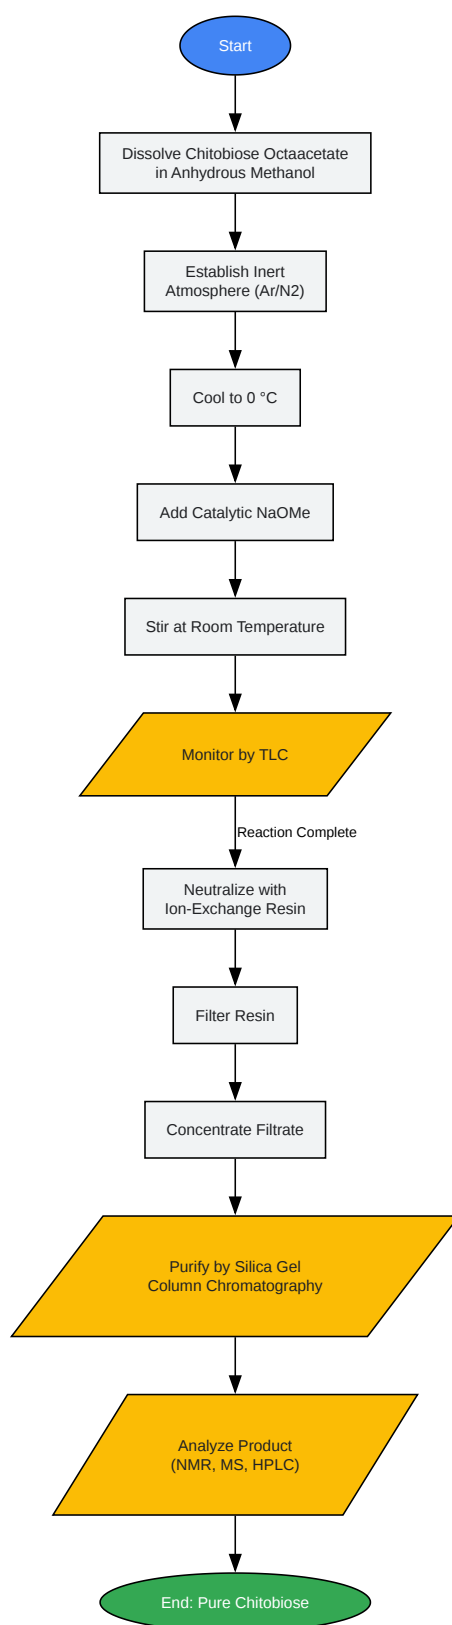 Start
Dissolve Chitobiose Octaacetate
in Anhydrous Methanol
Establish Inert
Atmosphere (Ar/N2)
Cool to 0 °C
Add Catalytic NaOMe
Stir at Room Temperature
Monitor by TLC
Reaction Complete
Neutralize with
Ion-Exchange Resin
Filter Resin
Concentrate Filtrate
Purify by Silica Gel
Column Chromatography
Analyze Product
(NMR, MS, HPLC)
End: Pure Chitobiose